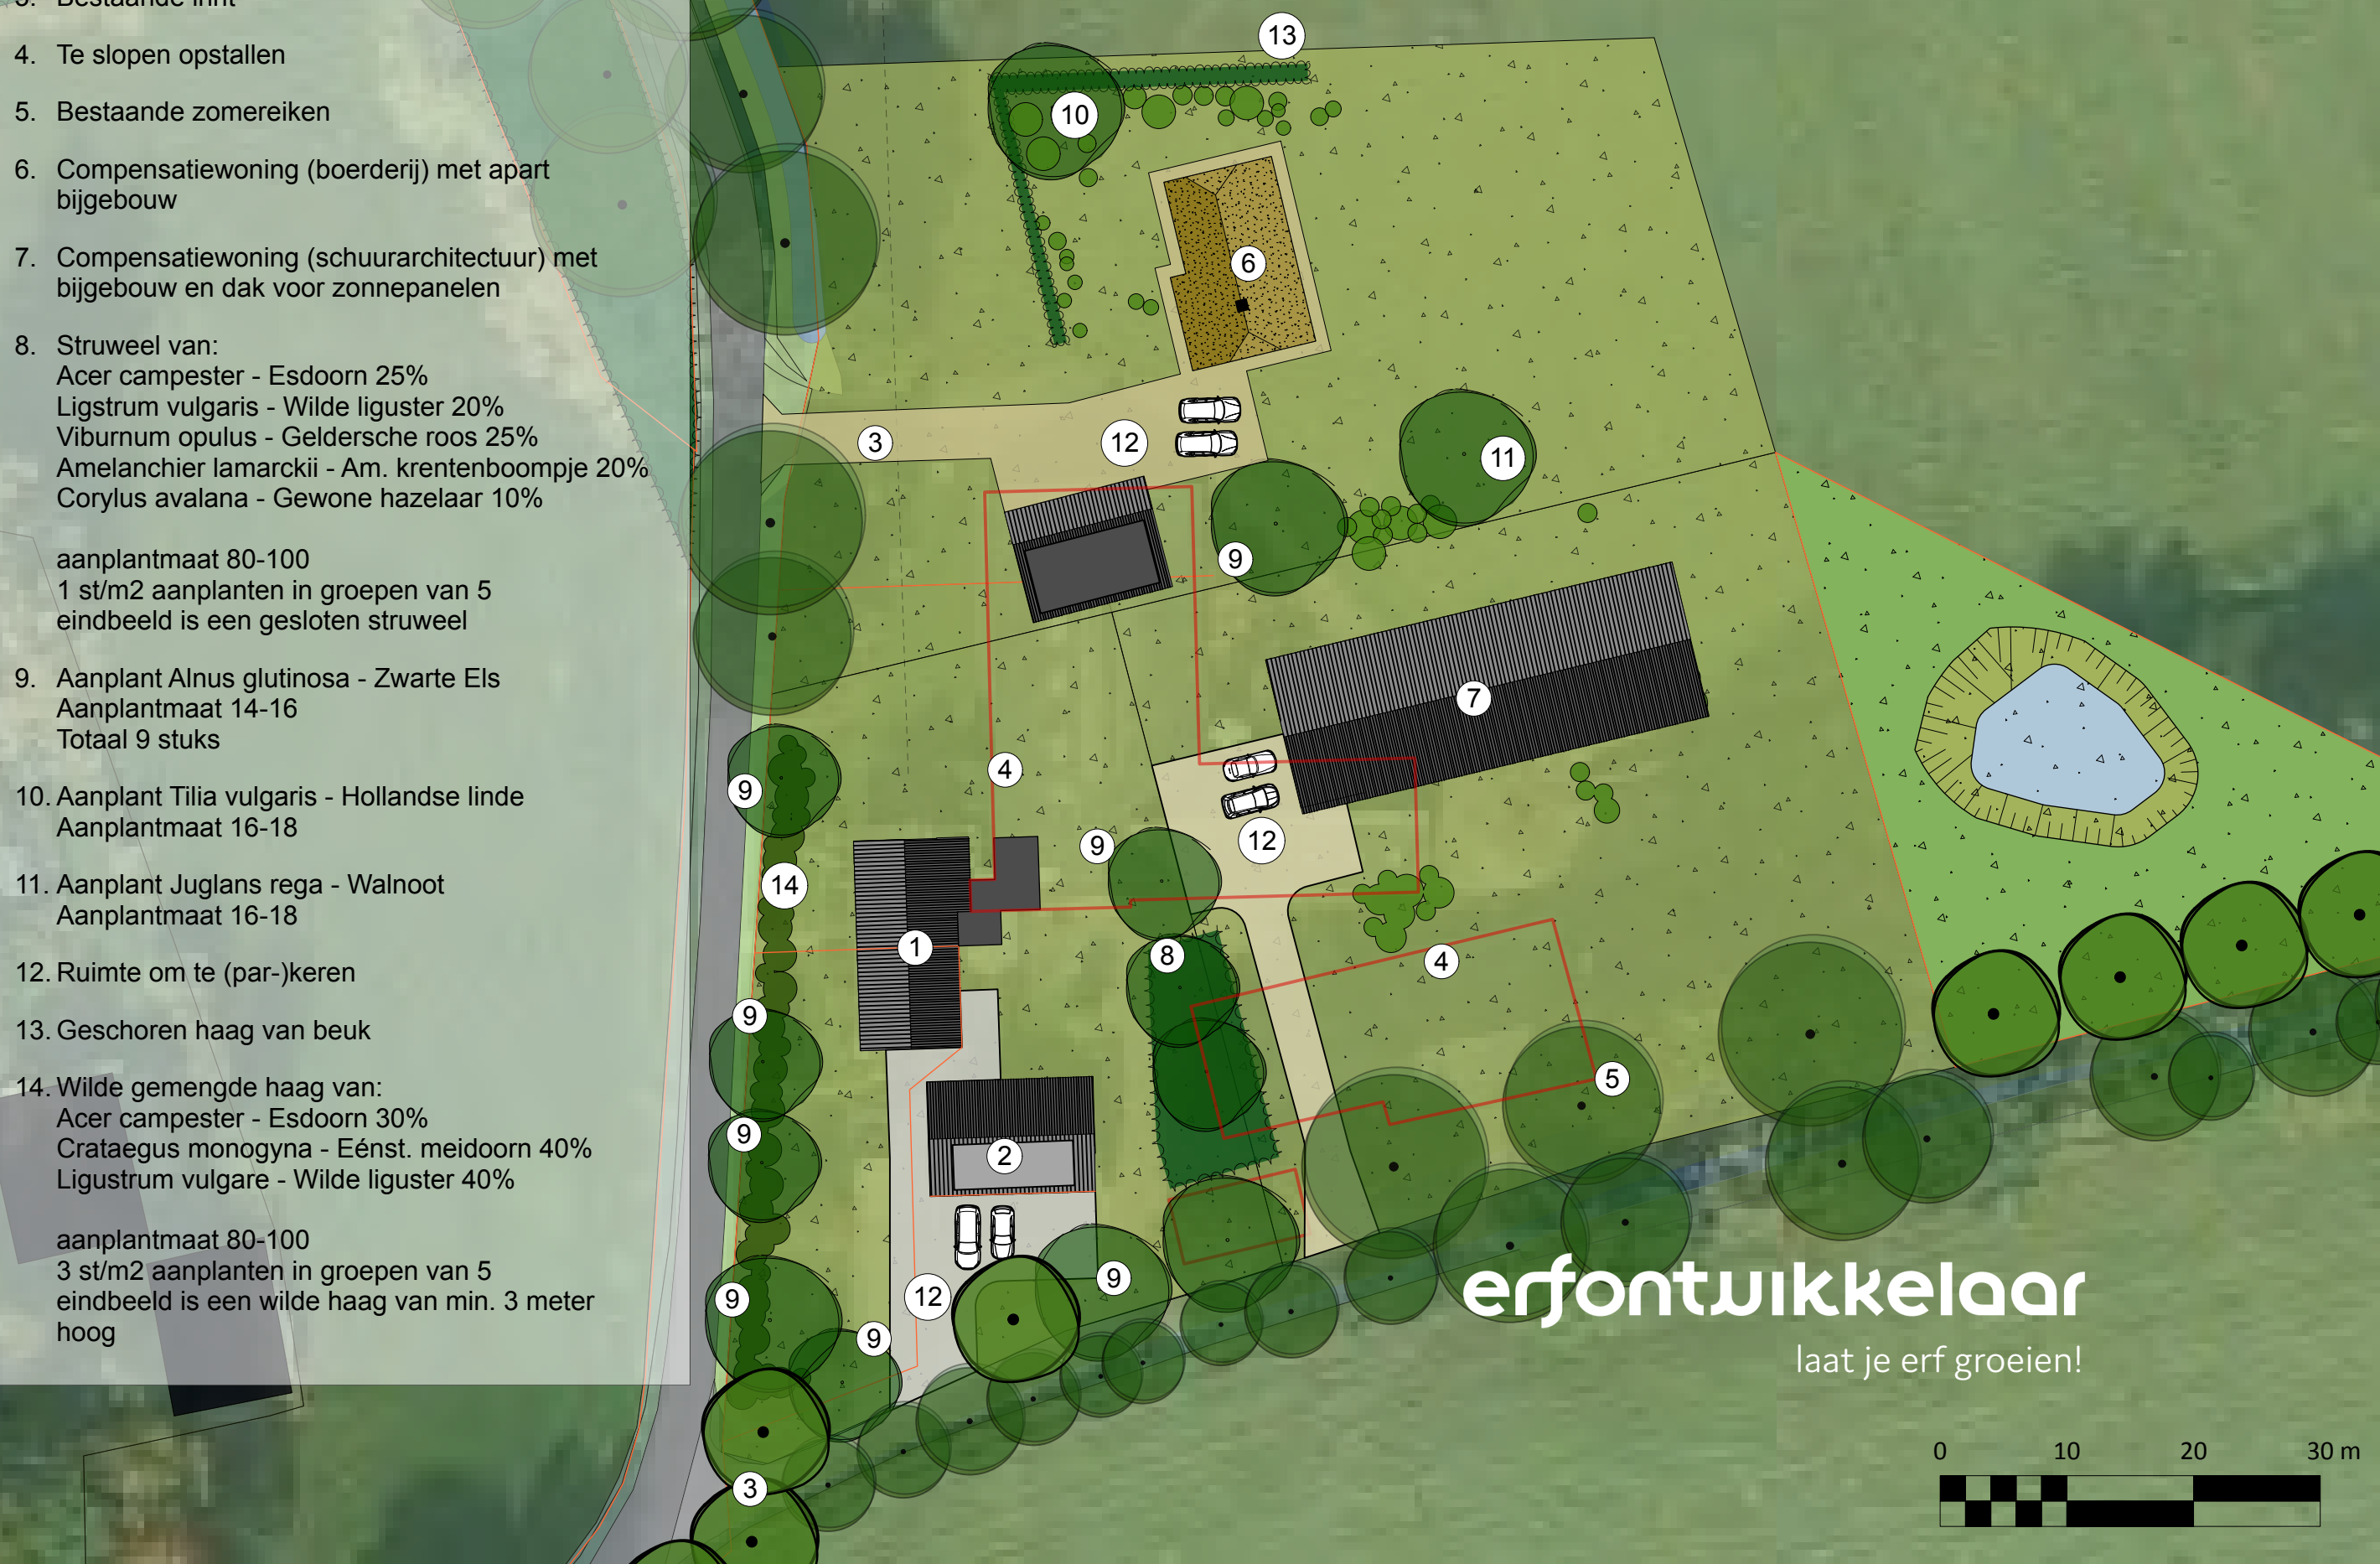 4. Te slopen opstallen
5. Bestaande zomereiken
6. Compensatiewoning (boerderij) met apart
bijgebouw
7. Compensatiewoning (schuurarchitectuur) met
bijgebouw en dak voor zonnepanelen
8. Struweel van:
Acer campester - Esdoorn 25%
Ligstrum vulgaris - Wilde liguster 20%
Viburnum opulus - Geldersche roos 25%
Amelanchier lamarckii - Am. krentenboompje 20%
Corylus avalana - Gewone hazelaar 10%
aanplantmaat 80-100
1 st/m2 aanplanten in groepen van 5
eindbeeld is een gesloten struweel
9. Aanplant Alnus glutinosa - Zwarte Els
Aanplantmaat 14-16
Totaal 9 stuks
10. Aanplant Tilia vulgaris - Hollandse linde
Aanplantmaat 16-18
11. Aanplant Juglans rega - Walnoot
Aanplantmaat 16-18
12. Ruimte om te (par-)keren
13. Geschoren haag van beuk
14. Wilde gemengde haag van:
Acer campester - Esdoorn 30%
Crataegus monogyna - Eénst. meidoorn 40%
Ligustrum vulgare - Wilde liguster 40%
aanplantmaat 80-100
3 st/m2 aanplanten in groepen van 5
eindbeeld is een wilde haag van min. 3 meter
hoog
13
10
6
3
12
11
9
7
4
9
9
12
14
1
8
4
9
5
9
2
9
12
9
9
3
erfontwikkelaar
laat je erf groeien!
0 10 20 30 m